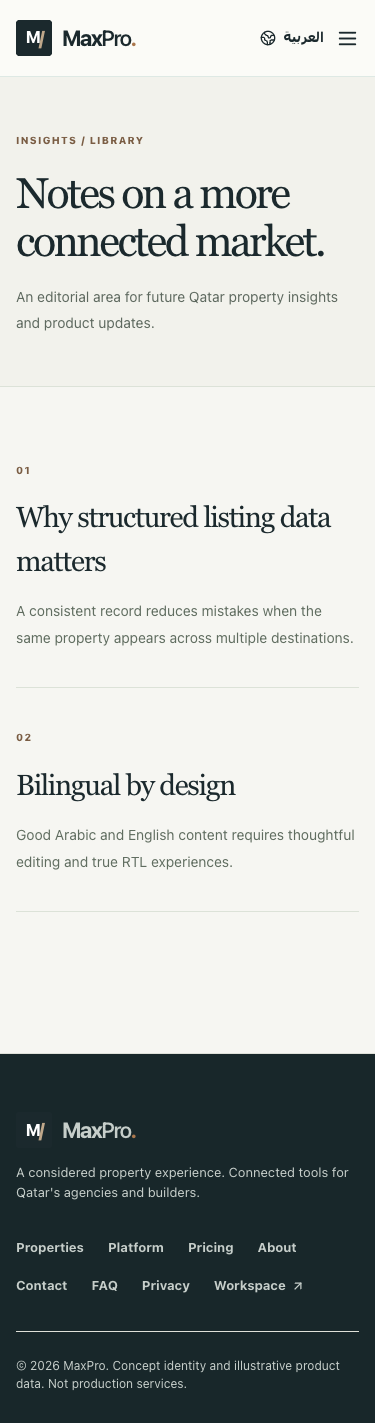 M/ MaxPro.
العربية
INSIGHTS / LIBRARY
Notes on a more
connected market.
An editorial area for future Qatar property insights
and product updates.
01
Why structured listing data
matters
A consistent record reduces mistakes when the
same property appears across multiple destinations.
02
Bilingual by design
Good Arabic and English content requires thoughtful
editing and true RTL experiences.
M/ MaxPro.
A considered property experience. Connected tools for
Qatar's agencies and builders.
Properties Platform Pricing About
Contact FAQ Privacy Workspace ↗
© 2026 MaxPro. Concept identity and illustrative product
data. Not production services.